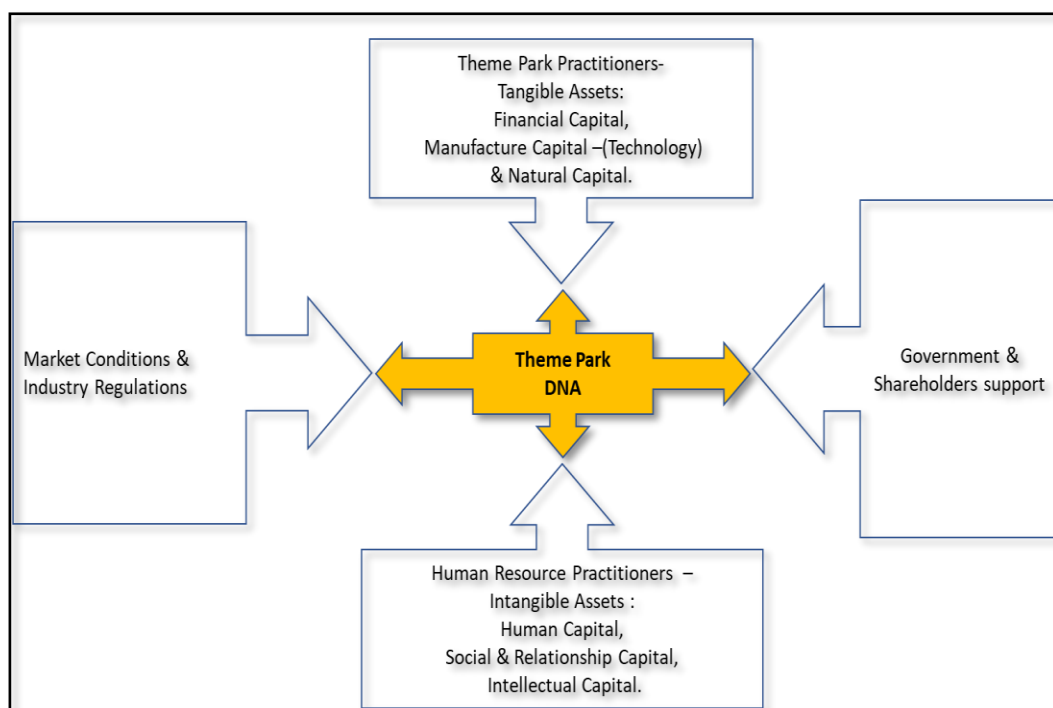 Theme Park Practitioners-
Tangible Assets:
Financial Capital,
Manufacture Capital –(Technology)
& Natural Capital.
Market Conditions &
Industry Regulations
Theme Park
DNA
Government &
Shareholders support
Human Resource Practitioners –
Intangible Assets :
Human Capital,
Social & Relationship Capital,
Intellectual Capital.